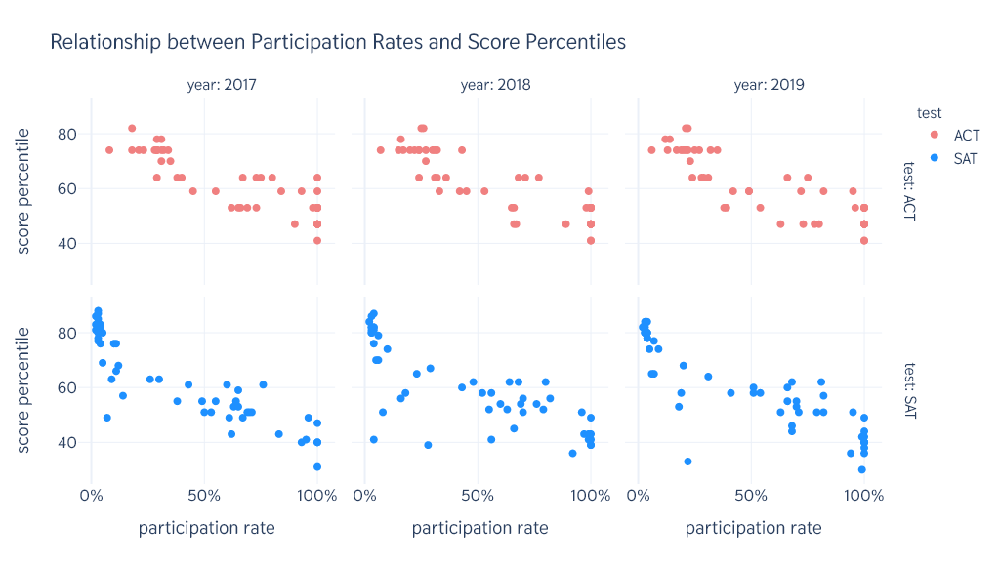 Relationship between Participation Rates and Score Percentiles
year: 2017
year: 2018
year: 2019
test
ACT
SAT
score percentile
80
60
40
test: ACT
score percentile
80
60
40
test: SAT
0%
50%
100%
0%
50%
100%
0%
50%
100%
participation rate
participation rate
participation rate